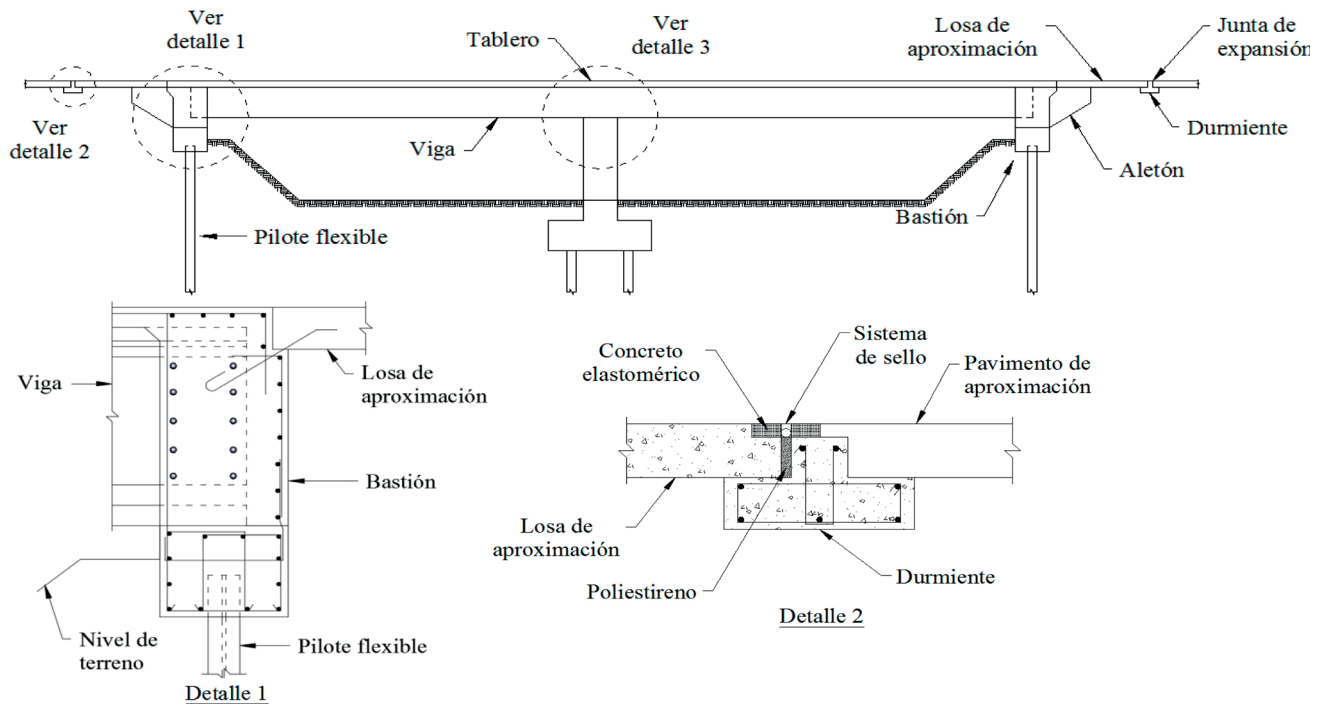 Ver
detalle 1
Tablero
Ver
detalle 3
Losa de
aproximación
Junta de
expansión
Ver
detalle 2
Viga
Durmiente
Aletón
Bastión
Pilote flexible
Viga
Losa de
aproximación
Bastión
Nivel de
terreno
Pilote flexible
Detalle 1
Concreto
elastomérico
Sistema
de sello
Pavimento de
aproximación
Losa de
aproximación
Poliestireno
Durmiente
Detalle 2